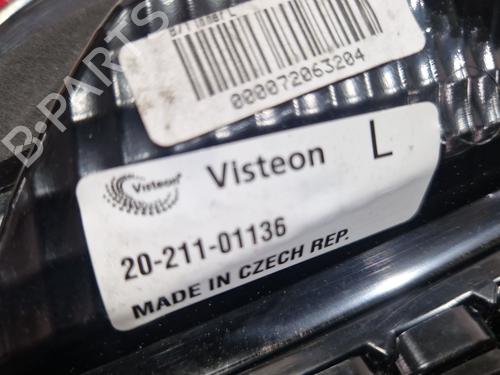 000072063204
Visteon
Visteon
L
20-211-01136
MADE IN CZECH REP.
B-PARTS